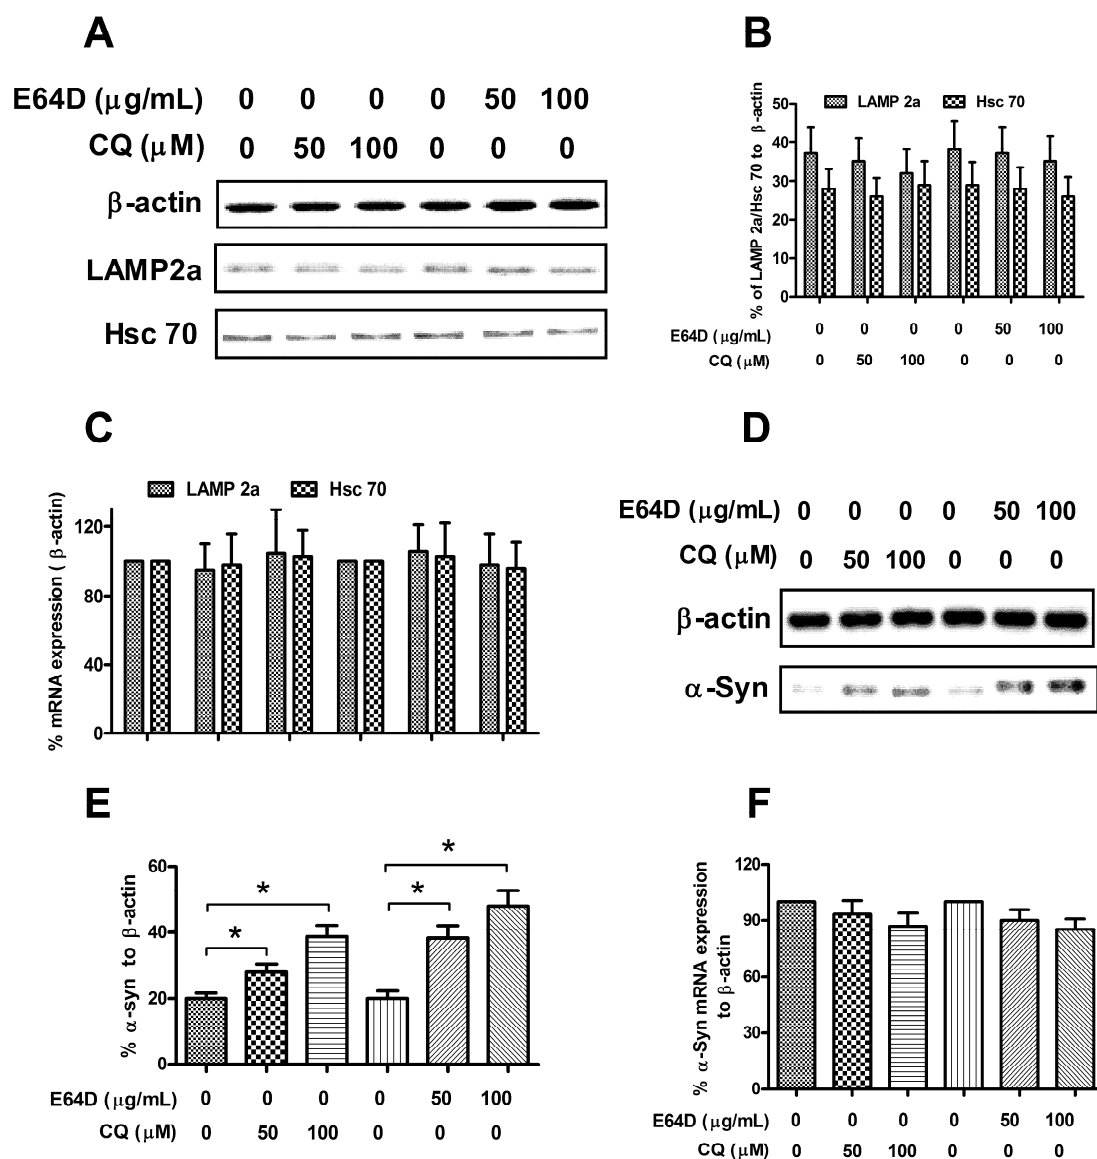 A
E64D (μg/mL) 0 0 0 0 50 100
CQ (μM) 0 50 100 0 0 0
β-actin
LAMP2a
Hsc 70
B
LAMP 2a Hsc 70
% of LAMP 2a/Hsc 70 to β-actin
50
40
30
20
10
0
E64D (μg/mL) 0 0 0 0 50 100
CQ (μM) 0 50 100 0 0 0
C
LAMP 2a Hsc 70
% mRNA expression ( β-actin)
120
80
40
0
D
E64D (μg/mL) 0 0 0 0 50 100
CQ (μM) 0 50 100 0 0 0
β-actin
α-Syn
E
% α-syn to β-actin
60
40
20
0
* * * *
E64D (μg/mL) 0 0 0 0 50 100
CQ (μM) 0 50 100 0 0 0
F
% α-Syn mRNA expression
to β-actin
120
90
60
30
0
E64D (μg/mL) 0 0 0 0 50 100
CQ (μM) 0 50 100 0 0 0